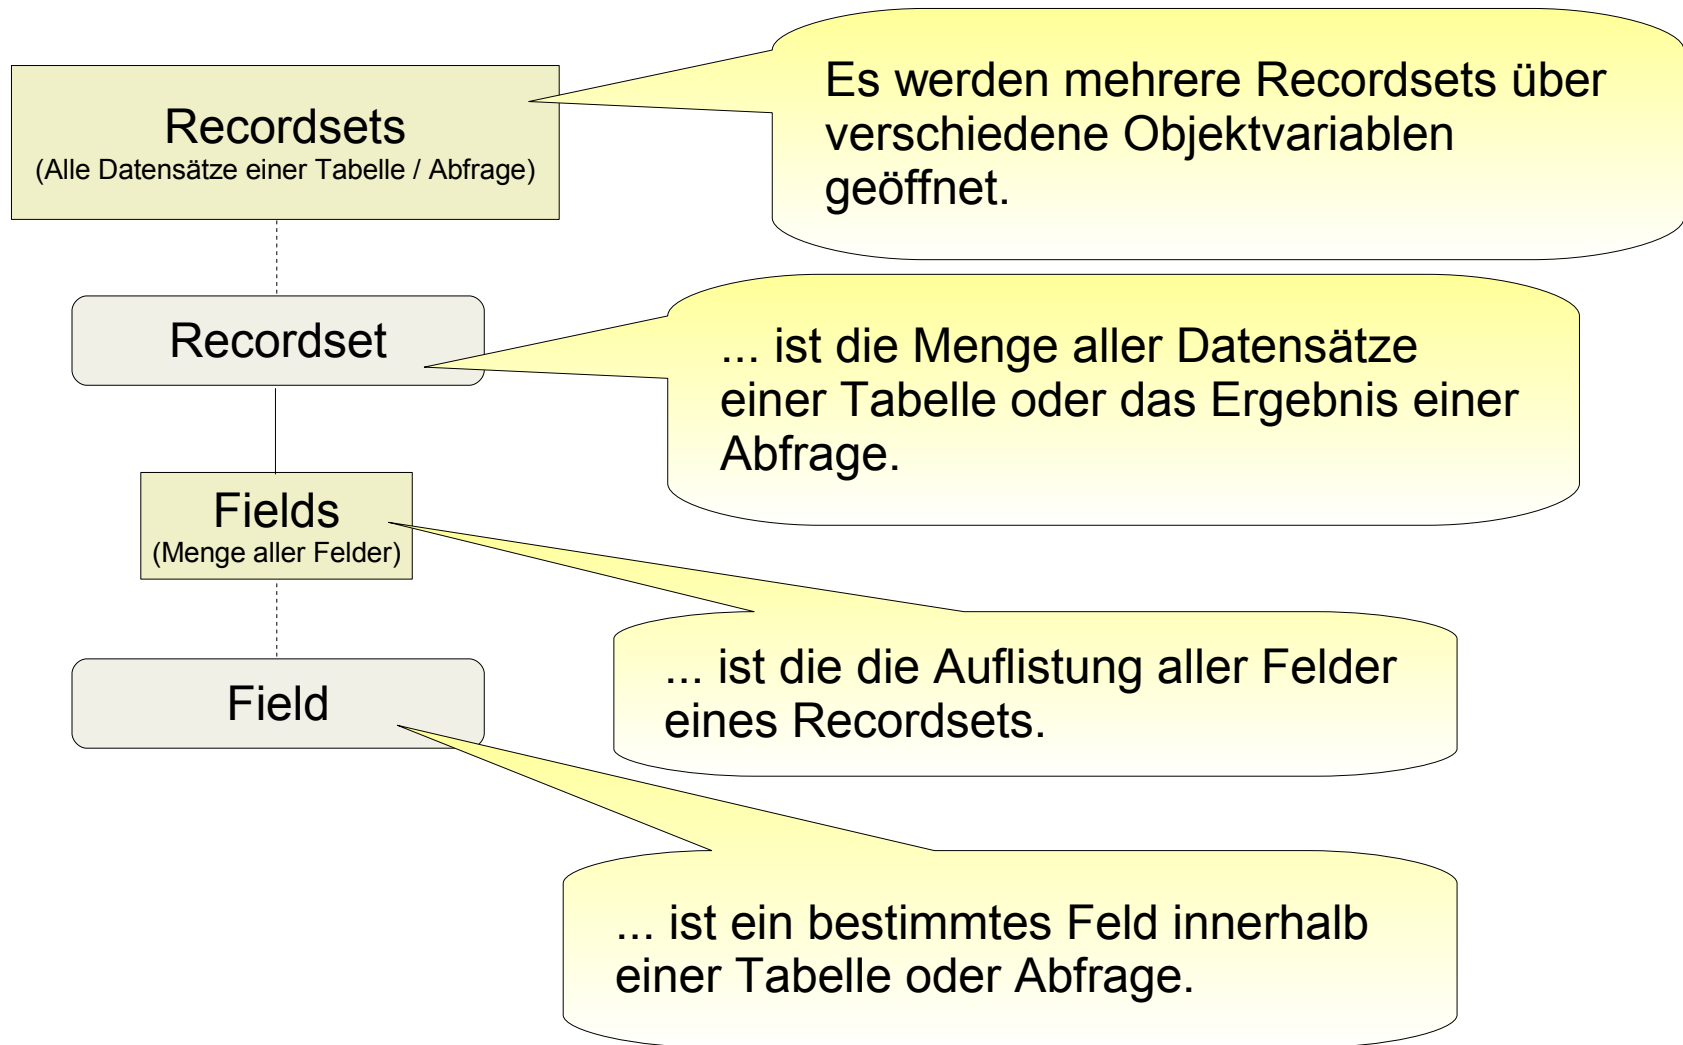 Recordsets
(Alle Datensätze einer Tabelle / Abfrage)
Es werden mehrere Recordsets über
verschiedene Objektvariablen
geöffnet.
Recordset
... ist die Menge aller Datensätze
einer Tabelle oder das Ergebnis einer
Abfrage.
Fields
(Menge aller Felder)
... ist die die Auflistung aller Felder
eines Recordsets.
Field
... ist ein bestimmtes Feld innerhalb
einer Tabelle oder Abfrage.